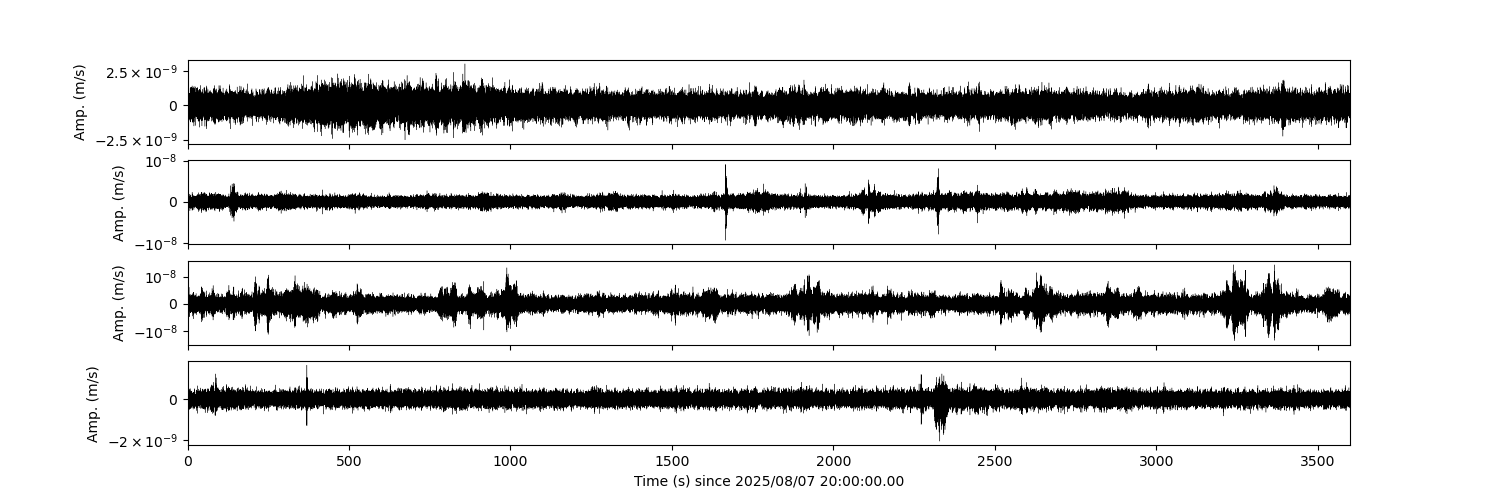 Amp. (m/s)
2.5 × 10⁻⁹
0
−2.5 × 10⁻⁹
Amp. (m/s)
10⁻⁸
0
−10⁻⁸
Amp. (m/s)
10⁻⁸
0
−10⁻⁸
Amp. (m/s)
0
−2 × 10⁻⁹
0 500 1000 1500 2000 2500 3000 3500
Time (s) since 2025/08/07 20:00:00.00